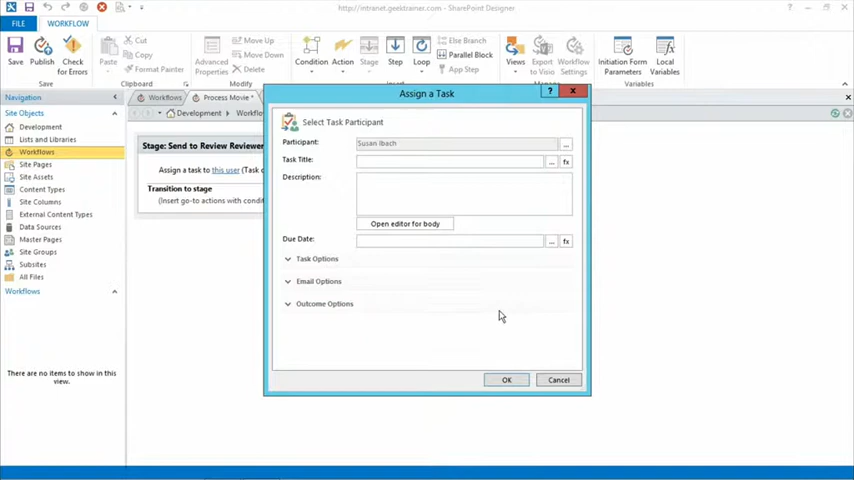 http://intranet.geektrainer.com/ - SharePoint Designer
FILE
WORKFLOW
Save
Publish
Check
for Errors
Save
Paste
Cut
Copy
Format Painter
Clipboard
Advanced
Properties
Move Up
Move Down
Delete
Modify
Condition
Action
Stage
Step
Loop
Else Branch
Parallel Block
App Step
Views
Export
to Visio
Workflow
Settings
Initiation Form
Parameters
Local
Variables
Navigation
Site Objects
Development
Lists and Libraries
Workflows
Site Pages
Site Assets
Content Types
Site Columns
External Content Types
Data Sources
Master Pages
Site Groups
Subsites
All Files
Workflows
There are no items to show in this
view.
Workflows
Process Movie *
Development
Stage: Send to Review Reviewer
Assign a task to this user (Task
Transition to stage
(Insert go-to actions with
Assign a Task
?
Select Task Participant
Participant:
Susan Ibach
...
Task Title:
...
fx
Description:
Open editor for body
Due Date:
...
fx
Task Options
Email Options
Outcome Options
OK
Cancel